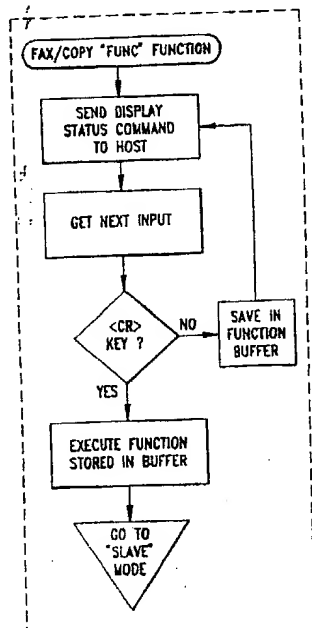 FAX/COPY "FUNC" FUNCTION
SEND DISPLAY
STATUS COMMAND
TO HOST
GET NEXT INPUT
<CR>
KEY ?
NO
SAVE IN
FUNCTION
BUFFER
YES
EXECUTE FUNCTION
STORED IN BUFFER
GO TO
"SLAVE"
MODE